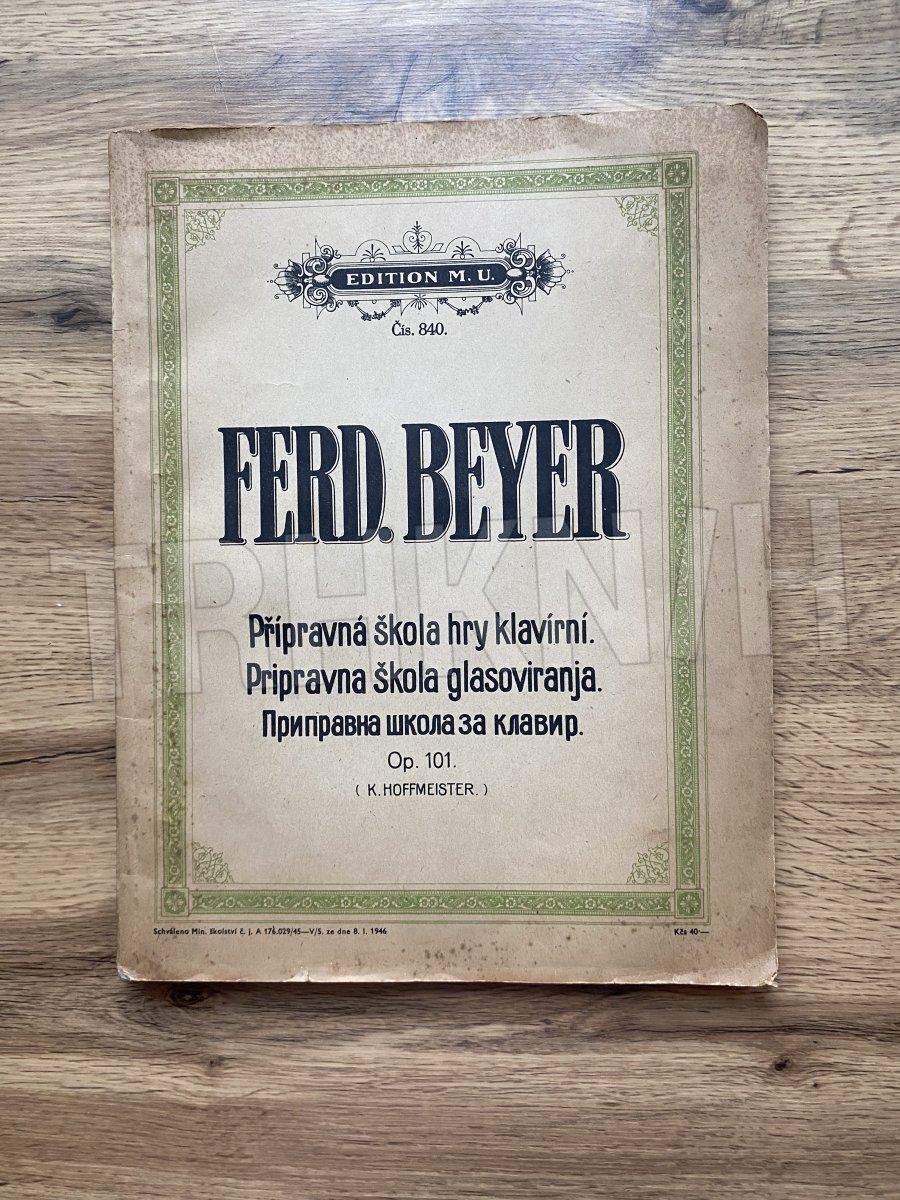 EDITION M. U.
Čís. 840.
FERD. BEYER
Přípravná škola hry klavírní.
Pripravna škola glasoviranja.
Приправна школа за клавир.
Op. 101.
( K. HOFFMEISTER. )
Schváleno Min. školství č. j. A 176.029/45—V/5. ze dne 8. I. 1946
Kčs 40·—
TRHKNIH